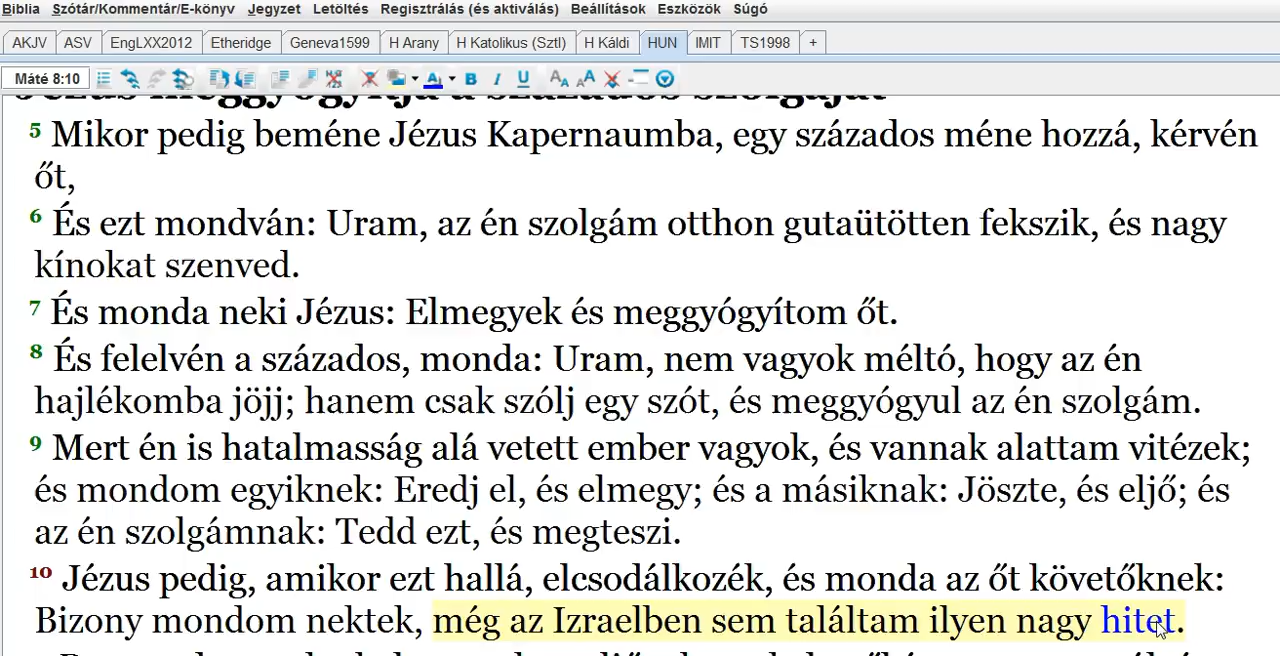 Biblia Szótár/Kommentár/E-könyv Jegyzet Letöltés Regisztrálás (és aktiválás) Beállítások Eszközök Súgó
AKJV ASV EngLXX2012 Etheridge Geneva1599 H Arany H Katolikus (Sztl) H Káldi HUN IMIT TS1998 +
Máté 8:10
Jézus meggyógyítja a százados szolgáját
5 Mikor pedig beméne Jézus Kapernaumba, egy százados méne hozzá, kérvén
őt,
6 És ezt mondván: Uram, az én szolgám otthon gutaütötten fekszik, és nagy
kínokat szenved.
7 És monda neki Jézus: Elmegyek és meggyógyítom őt.
8 És felelvén a százados, monda: Uram, nem vagyok méltó, hogy az én
hajlékomba jöjj; hanem csak szólj egy szót, és meggyógyul az én szolgám.
9 Mert én is hatalmasság alá vetett ember vagyok, és vannak alattam vitézek;
és mondom egyiknek: Eredj el, és elmegy; és a másiknak: Jöszte, és eljő; és
az én szolgámnak: Tedd ezt, és megteszi.
10 Jézus pedig, amikor ezt hallá, elcsodálkozék, és monda az őt követőknek:
Bizony mondom nektek, még az Izraelben sem találtam ilyen nagy hitet.